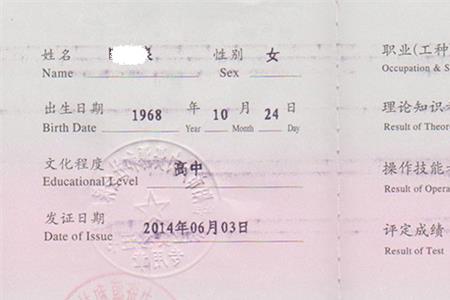 姓名 性别 女
Name Sex
出生日期 1968 年 10 月 24 日
Birth Date Year Month Day
文化程度 高中
Educational Level
发证日期 2014年06月03日
Date of Issue
职业(工种
Occupation & S
理论知识
Result of Theor
操作技能
Result of Opera
评定成绩
Result of Test